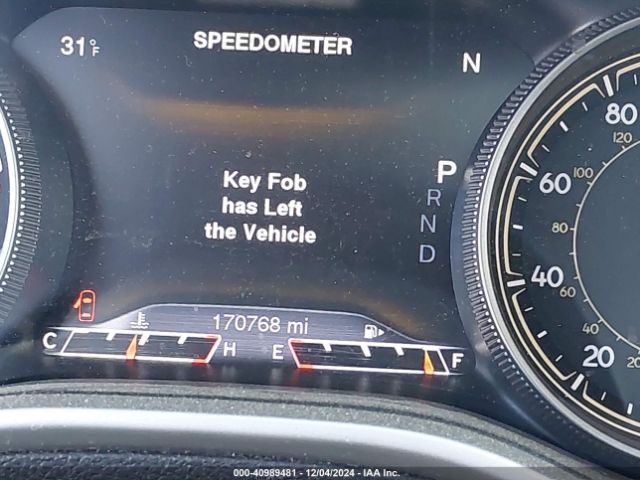 31°F
SPEEDOMETER
N
Key Fob
has Left
the Vehicle
P
R
N
D
170768 mi
C
H
E
F
80
60
40
20
120
100
80
60
40
20
000-40989481 - 12/04/2024 - IAA Inc.